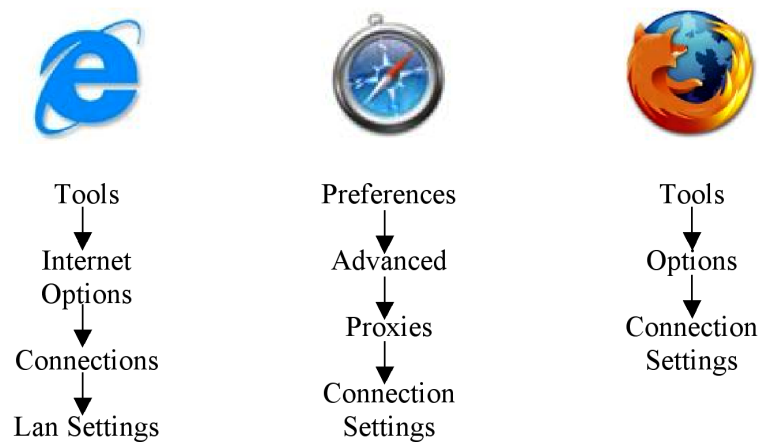 Tools
Internet
Options
Connections
Lan Settings
Preferences
Advanced
Proxies
Connection
Settings
Tools
Options
Connection
Settings